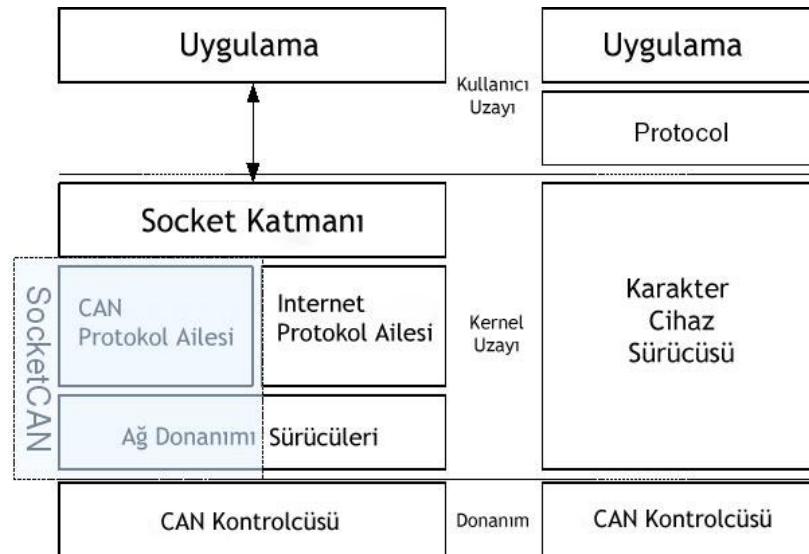 Uygulama
Kullanıcı
Uzayı
Uygulama
Protocol
Socket Katmanı
SocketCAN
CAN
Protokol Ailesi
Internet
Protokol Ailesi
Ağ Donanımı Sürücüleri
Kernel
Uzayı
Karakter
Cihaz
Sürücüsü
CAN Kontrolcüsü
Donanım
CAN Kontrolcüsü